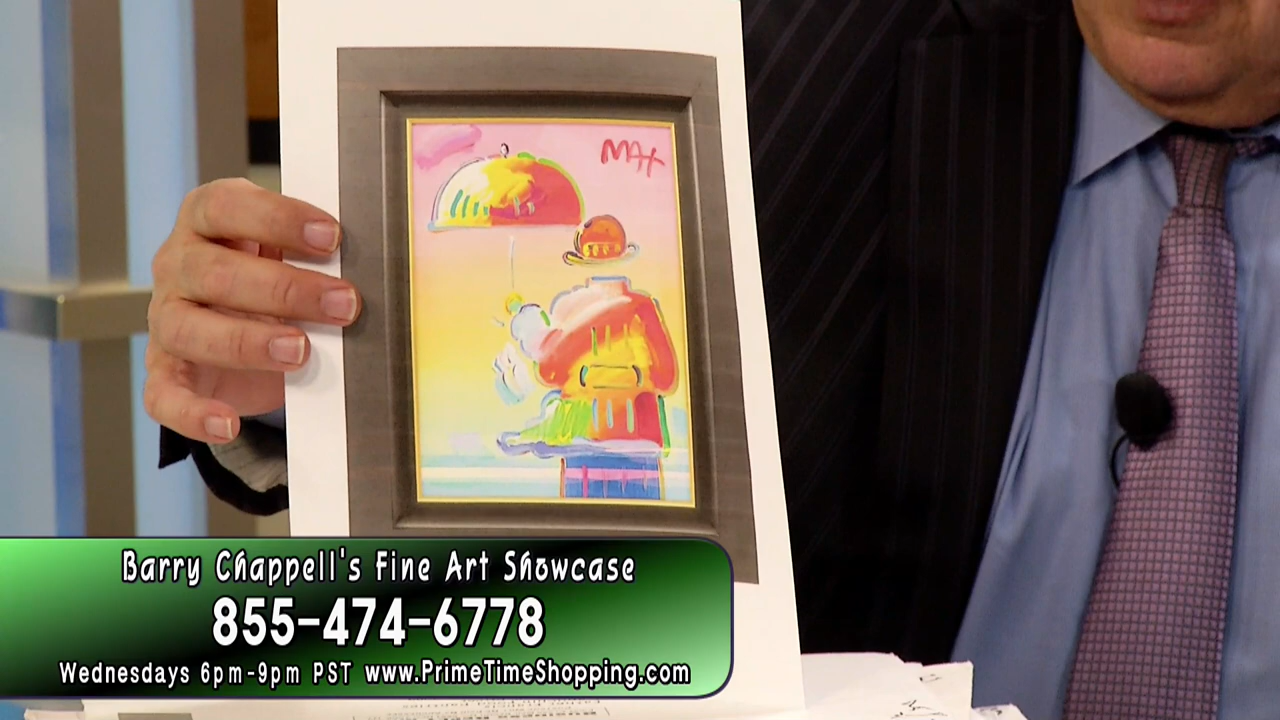 MAX
Barry Chappell's Fine Art Showcase
855-474-6778
Wednesdays 6pm-9pm PST www.PrimeTimeShopping.com